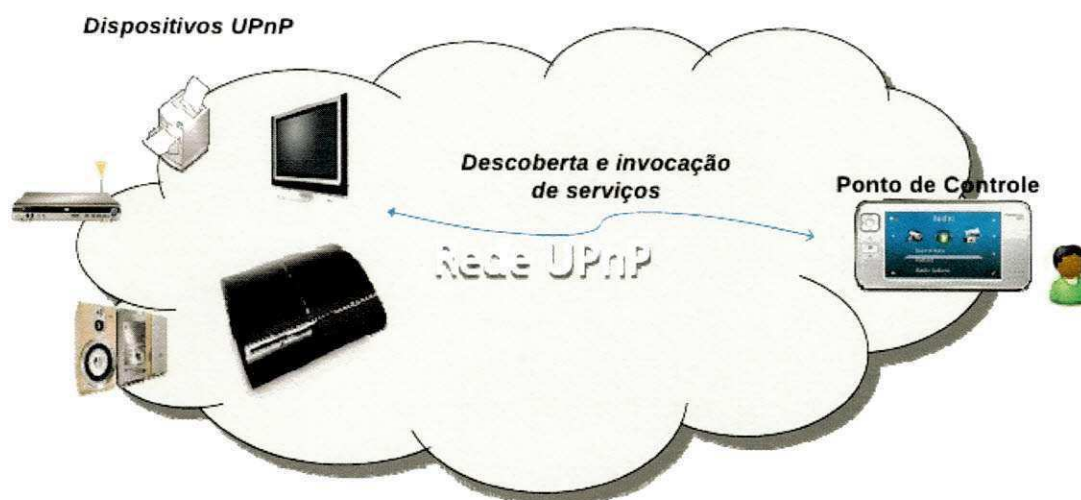 Dispositivos UPnP
Descoberta e invocação
de serviços
Ponto de Controle
Rede UPnP